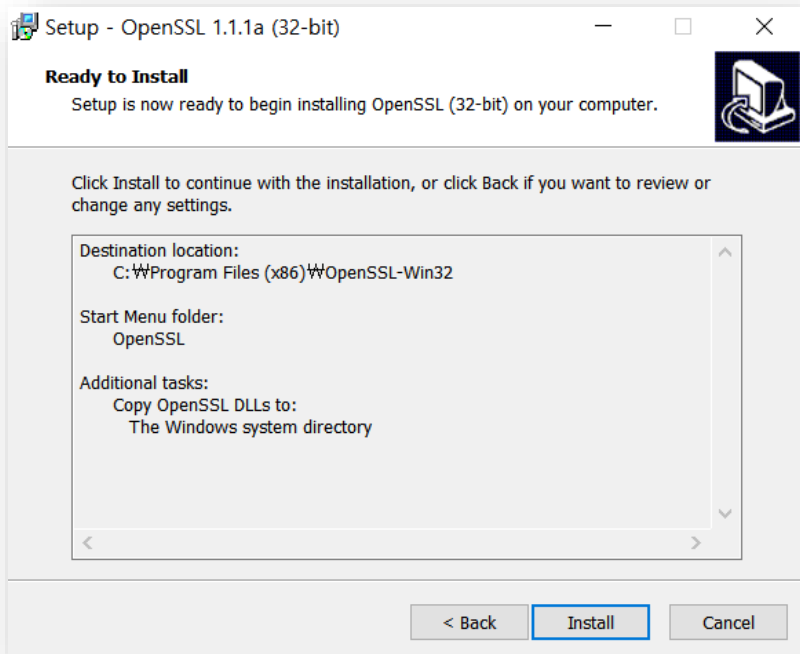 Setup - OpenSSL 1.1.1a (32-bit)
Ready to Install
Setup is now ready to begin installing OpenSSL (32-bit) on your computer.
Click Install to continue with the installation, or click Back if you want to review or
change any settings.
Destination location:
C:₩Program Files (x86)₩OpenSSL-Win32
Start Menu folder:
OpenSSL
Additional tasks:
Copy OpenSSL DLLs to:
The Windows system directory
< Back
Install
Cancel